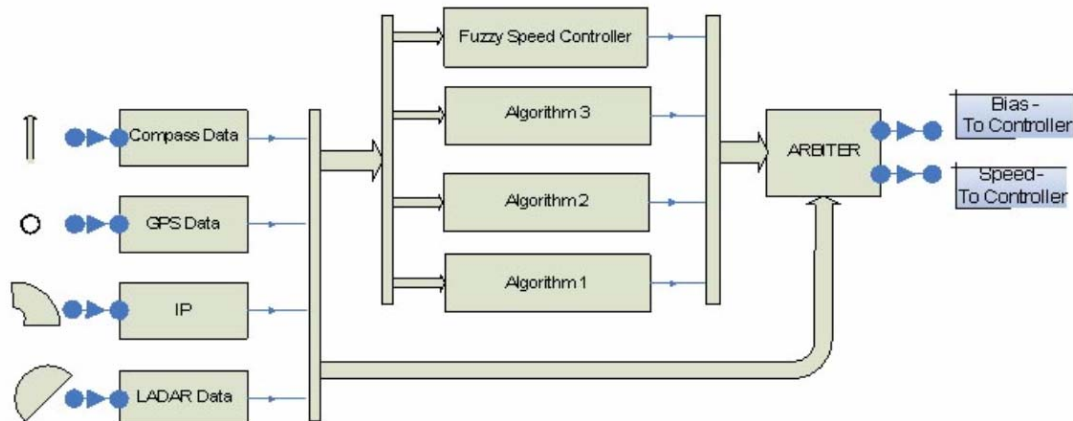 Fuzzy Speed Controller
Algorithm 3
Algorithm 2
Algorithm 1
Compass Data
GPS Data
IP
LADAR Data
ARBITER
Bias -
To Controller
Speed -
To Controller